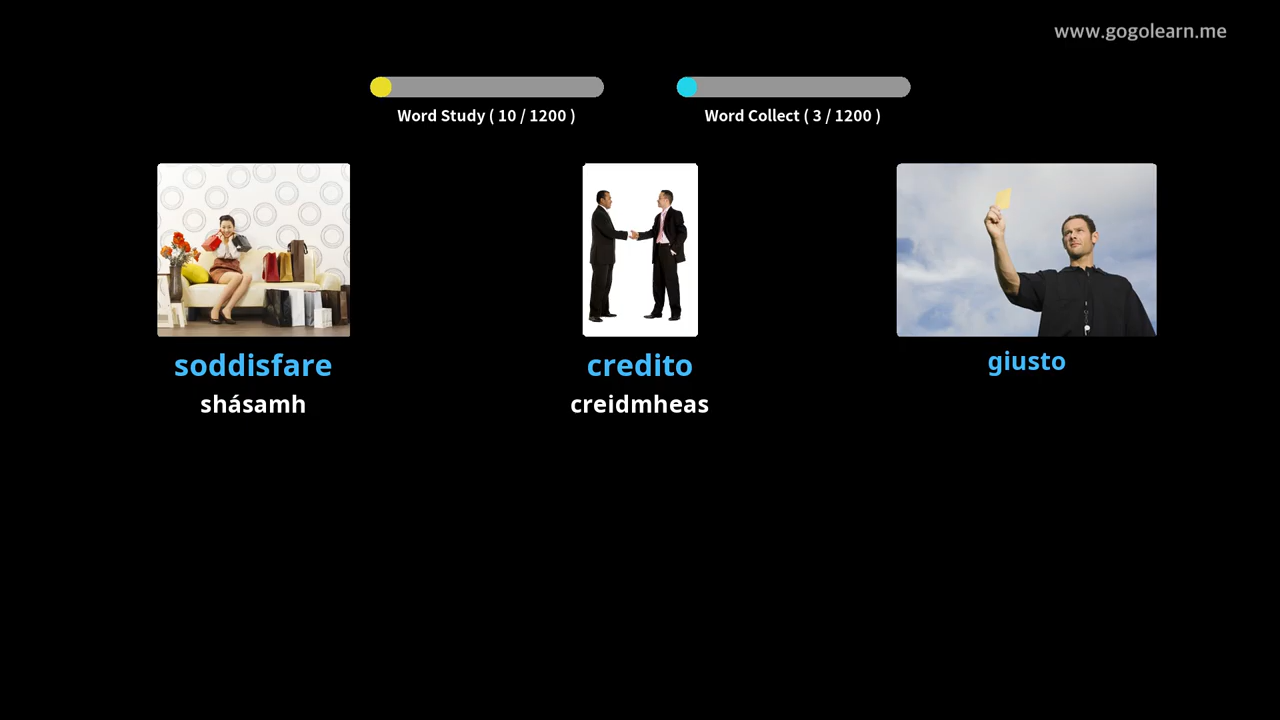 www.gogolearn.me
Word Study ( 10 / 1200 )
Word Collect ( 3 / 1200 )
soddisfare
credito
giusto
shásamh
creidmheas